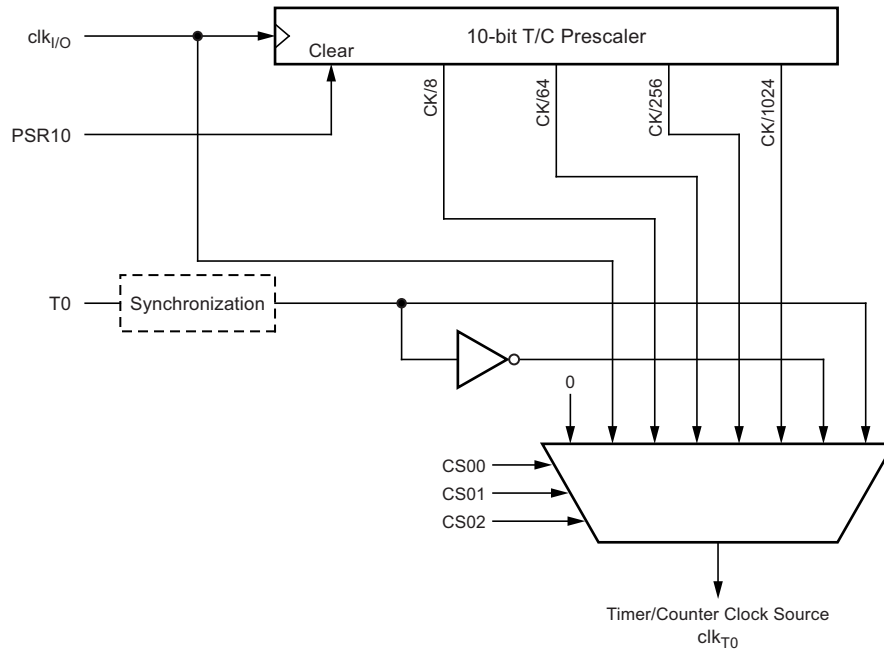 clkI/O
10-bit T/C Prescaler
Clear
PSR10
CK/8
CK/64
CK/256
CK/1024
T0
Synchronization
0
CS00
CS01
CS02
Timer/Counter Clock Source
clkT0